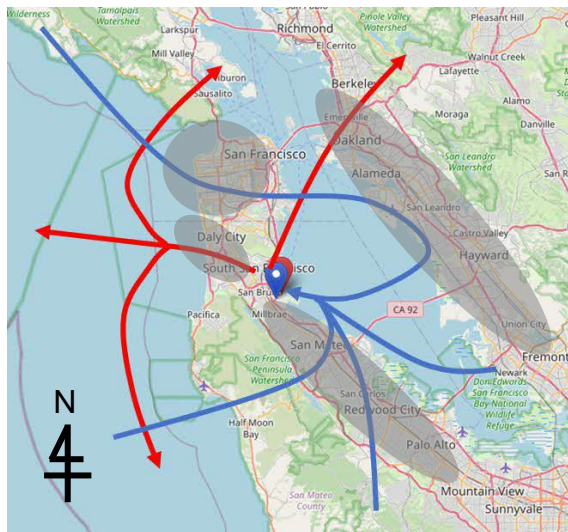 Wilderness
Tamalpais
Watershed
Larkspur
Mill Valley
Tiburon
Sausalito
Richmond
El Cerrito
Pinole Valley
Watershed
Pleasant Hill
Walnut Creek
Lafayette
Berkeley
Alamo
Emeryville
Moraga
Danville
Oakland
San Francisco
Alameda
San Leandro
Watershed
San Leandro
Castro Valley
Daly City
Hayward
South San Francisco
San Bruno
Pacifica
Millbrae
CA 92
Union City
San Mateo
Fremont
San Francisco
Peninsula
Watershed
Newark
Don Edwards
San Francisco
Bay National
Wildlife
Refuge
San Carlos
Redwood City
N
Half Moon
Bay
Palo Alto
San Mateo
County
Mountain View
Sunnyvale